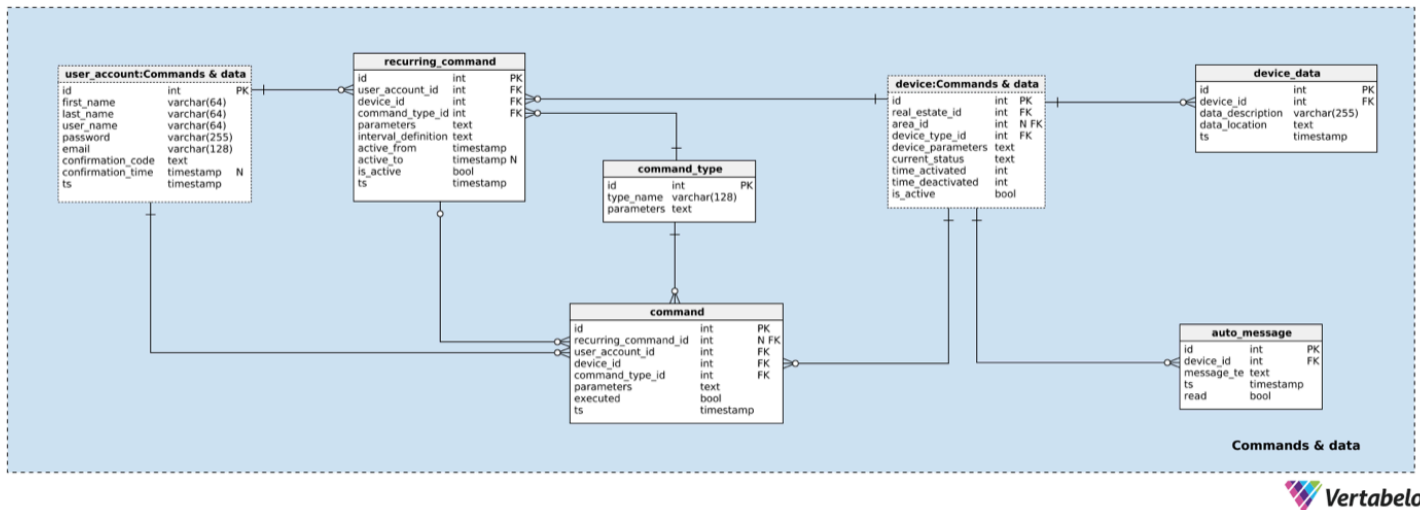 user_account:Commands & data
id int PK
first_name varchar(64)
last_name varchar(64)
user_name varchar(64)
password varchar(255)
email varchar(128)
confirmation_code text
confirmation_time timestamp N
ts timestamp
recurring_command
id int PK
user_account_id int FK
device_id int FK
command_type_id int FK
parameters text
interval_definition text
active_from timestamp
active_to timestamp N
is_active bool
ts timestamp
command_type
id int PK
type_name varchar(128)
parameters text
device:Commands & data
id int PK
real_estate_id int FK
area_id int N FK
device_type_id int FK
device_parameters text
current_status text
time_activated int
time_deactivated int
is_active bool
device_data
id int PK
device_id int FK
data_description varchar(255)
data_location text
ts timestamp
command
id int PK
recurring_command_id int N FK
user_account_id int FK
device_id int FK
command_type_id int FK
parameters text
executed bool
ts timestamp
auto_message
id int PK
device_id int FK
message_te text
ts timestamp
read bool
Commands & data
Vertabelo